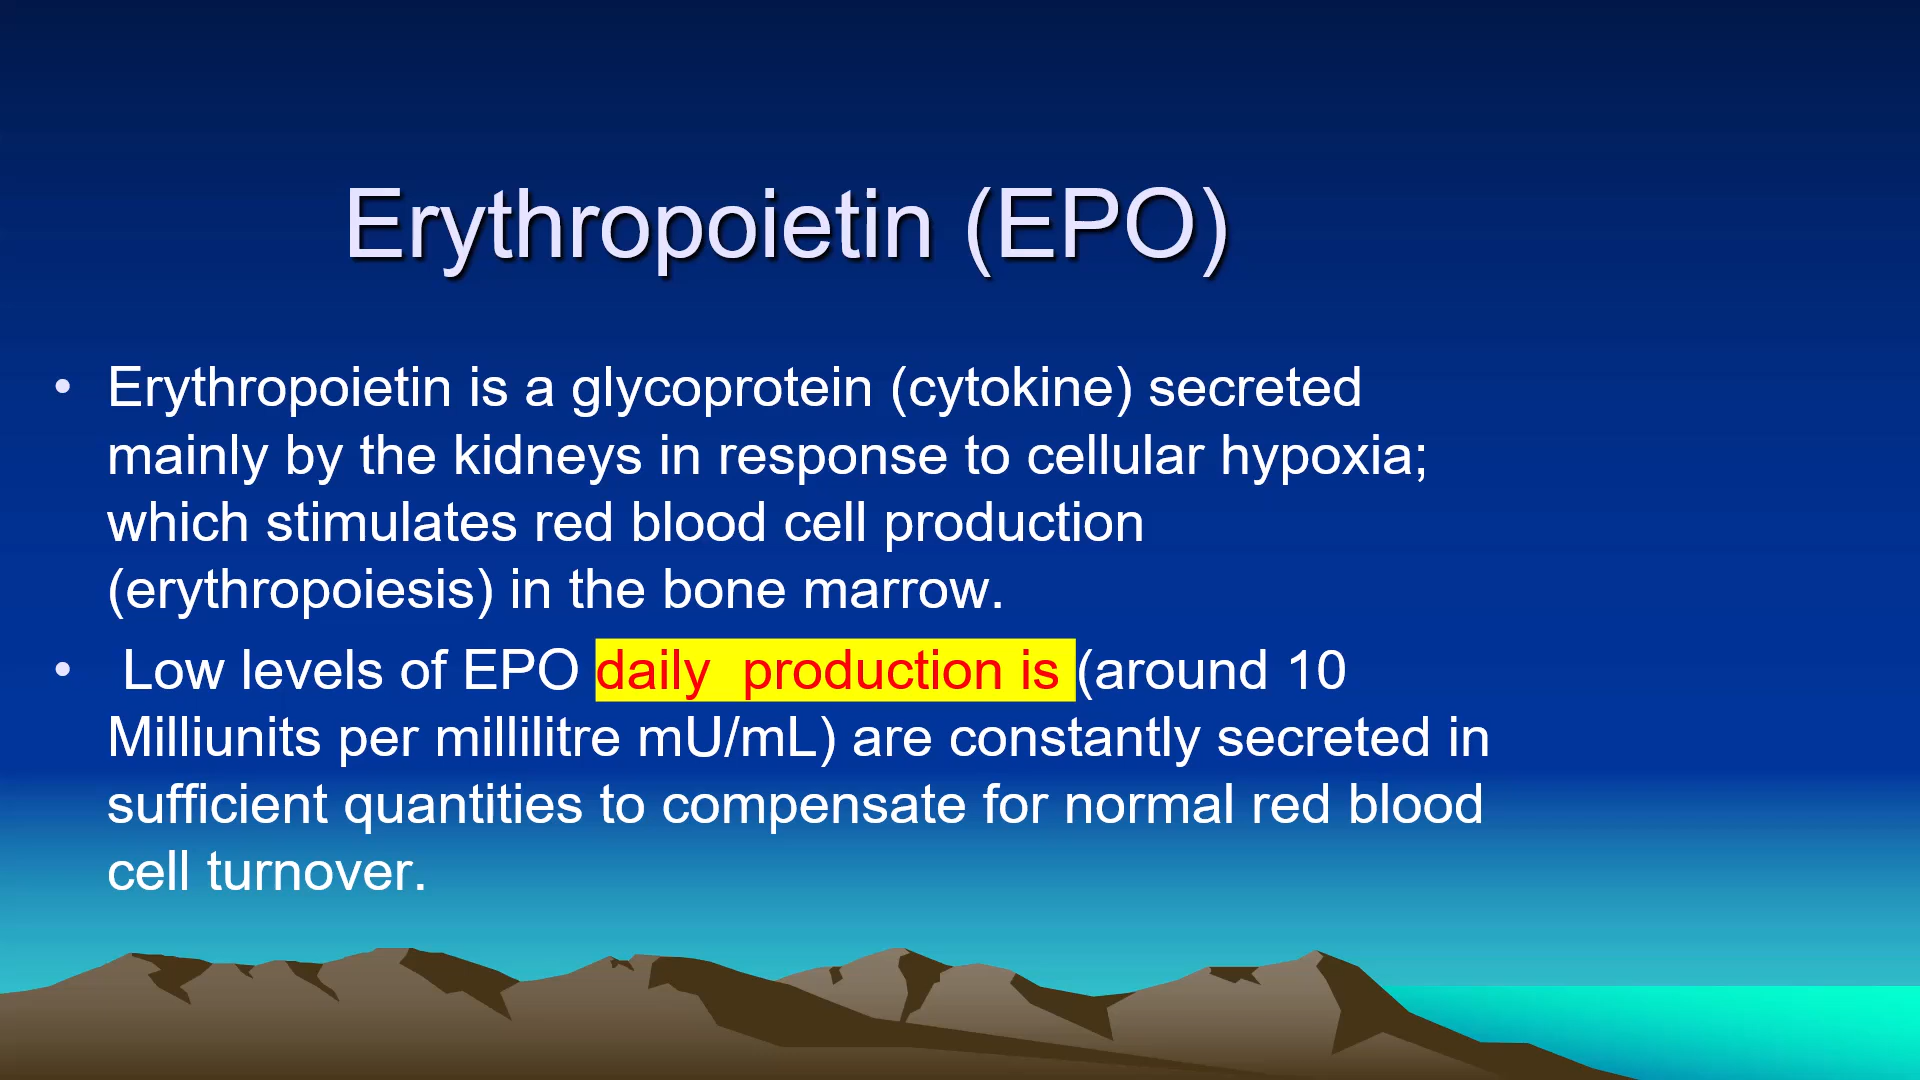 Erythropoietin (EPO)
• Erythropoietin is a glycoprotein (cytokine) secreted
mainly by the kidneys in response to cellular hypoxia;
which stimulates red blood cell production
(erythropoiesis) in the bone marrow.
• Low levels of EPO daily  production is (around 10
Milliunits per millilitre mU/mL) are constantly secreted in
sufficient quantities to compensate for normal red blood
cell turnover.